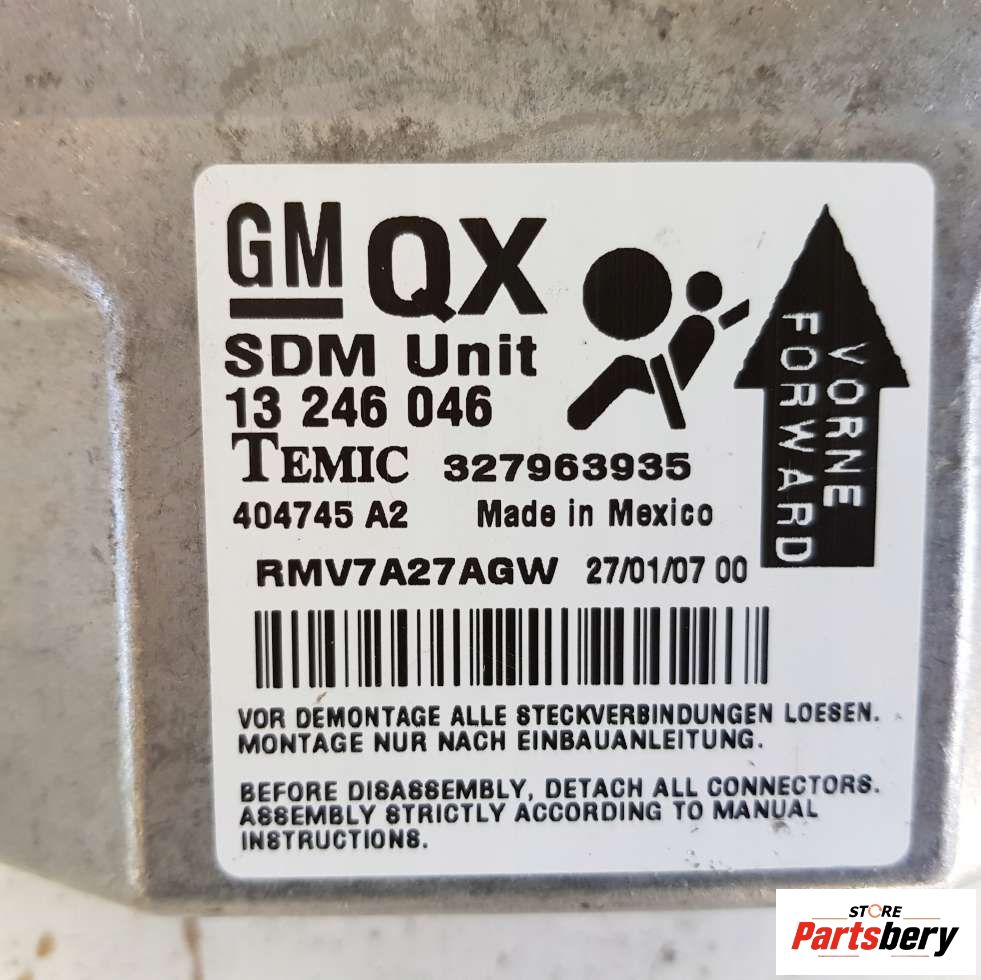 GM QX
SDM Unit
13 246 046
TEMIC 327963935
404745 A2 Made in Mexico
RMV7A27AGW 27/01/07 00
VORNE
FORWARD
VOR DEMONTAGE ALLE STECKVERBINDUNGEN LOESEN.
MONTAGE NUR NACH EINBAUANLEITUNG.
BEFORE DISASSEMBLY, DETACH ALL CONNECTORS.
ASSEMBLY STRICTLY ACCORDING TO MANUAL
INSTRUCTIONS.
STORE
Partsbery